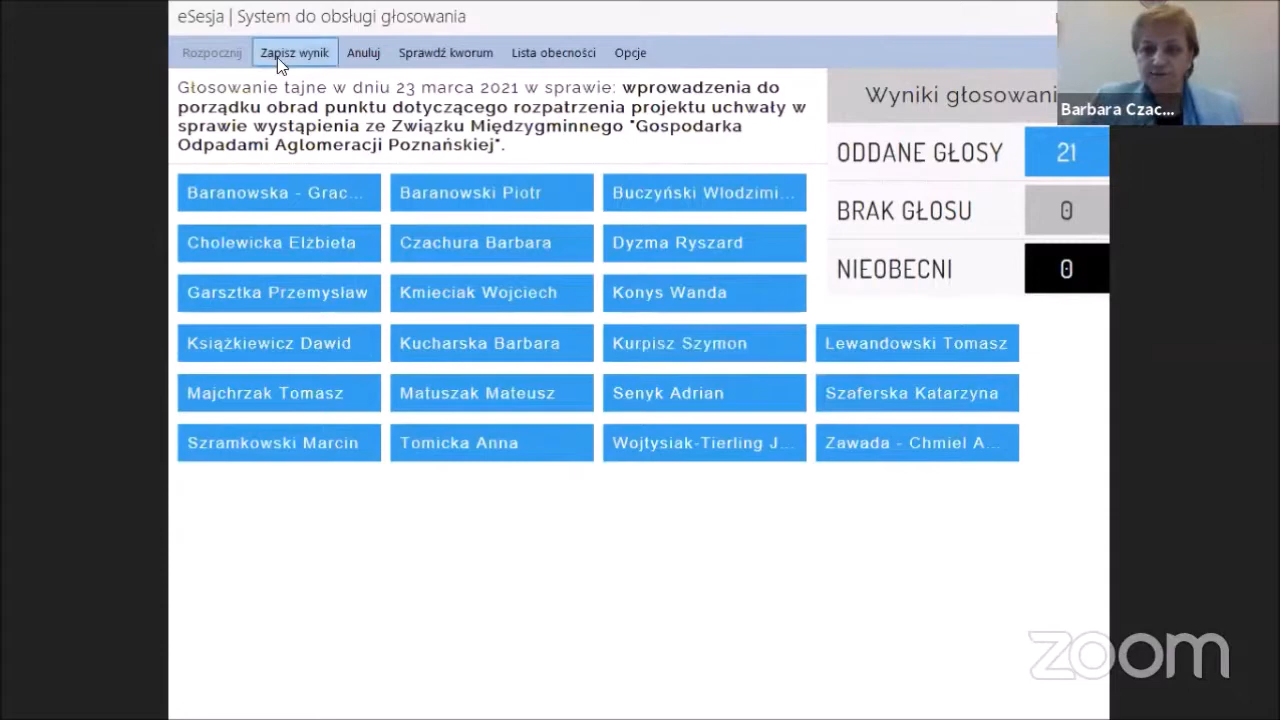 eSesja | System do obsługi głosowania
Rozpocznij Zapisz wynik Anuluj Sprawdź kworum Lista obecności Opcje
Głosowanie tajne w dniu 23 marca 2021 w sprawie: wprowadzenia do
porządku obrad punktu dotyczącego rozpatrzenia projektu uchwały w
sprawie wystąpienia ze Związku Międzygminnego "Gospodarka
Odpadami Aglomeracji Poznańskiej".
Wyniki głosowani
Barbara Czac...
ODDANE GŁOSY 21
BRAK GŁOSU 0
NIEOBECNI 0
Baranowska - Grac... Baranowski Piotr Buczyński Włodzimi...
Cholewicka Elżbieta Czachura Barbara Dyzma Ryszard
Garsztka Przemysław Kmieciak Wojciech Konys Wanda
Książkiewicz Dawid Kucharska Barbara Kurpisz Szymon Lewandowski Tomasz
Majchrzak Tomasz Matuszak Mateusz Senyk Adrian Szaferska Katarzyna
Szramkowski Marcin Tomicka Anna Wojtysiak-Tierling J... Zawada - Chmiel A...
zoom